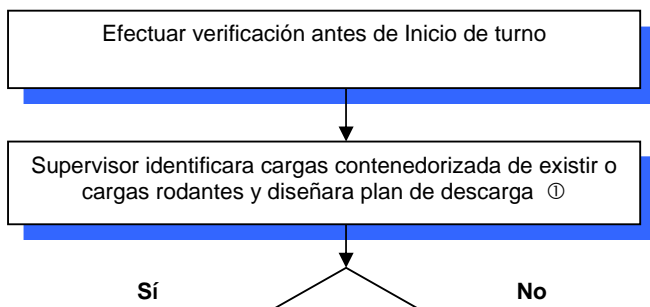 Efectuar verificación antes de Inicio de turno
Supervisor identificara cargas contenedorizada de existir o
cargas rodantes y diseñara plan de descarga ①
Sí No